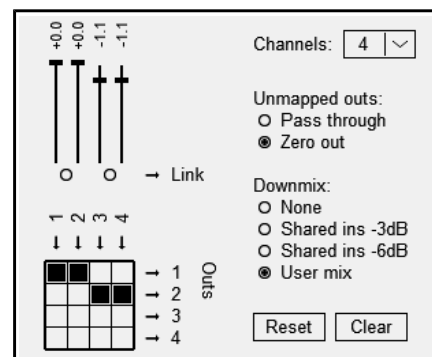 +0.0 +0.0 -1.1 -1.1
Channels: 4
Unmapped outs:
Pass through
Zero out
Link
Downmix:
None
Shared ins -3dB
Shared ins -6dB
User mix
1 2 3 4
1
2
3
4
Outs
Reset Clear